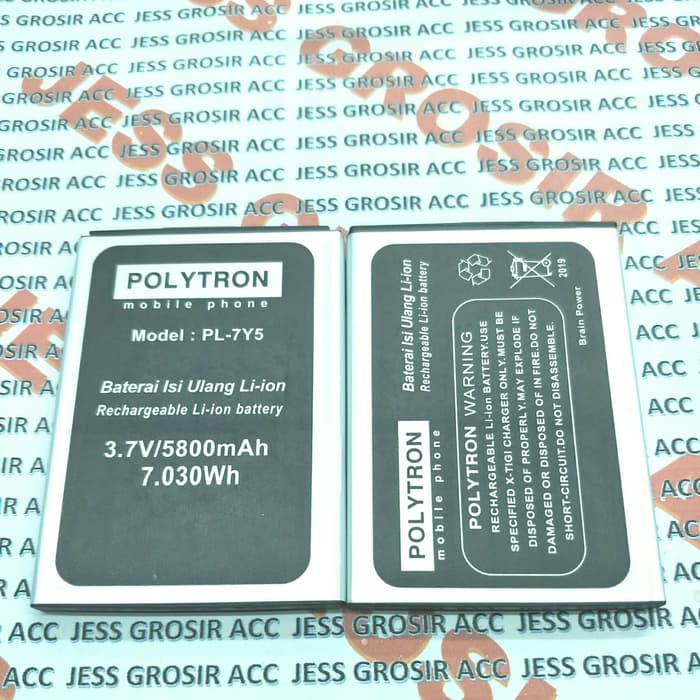 JESS GROSIR ACC
POLYTRON
mobile phone
Model : PL-7Y5
Baterai Isi Ulang Li-ion
Rechargeable Li-ion battery
3.7V/5800mAh
7.030Wh
POLYTRON
mobile phone
Baterai Isi Ulang Li-ion
Rechargeable Li-ion battery
POLYTRON WARNING
RECHARGEABLE Li-ion BATTERY.USE
SPECIFIED X-TIGI CHARGER ONLY.MUST BE
DISPOSED OF PROPERLY.MAY EXPLODE IF
DAMAGED OR DISPOSED OF IN FIRE.DO NOT
SHORT-CIRCUIT.DO NOT DISASSEMBLE.
2019
Brain Power
JESS GROSIR ACC JESS GROSIR ACC JESS GROSIR ACC